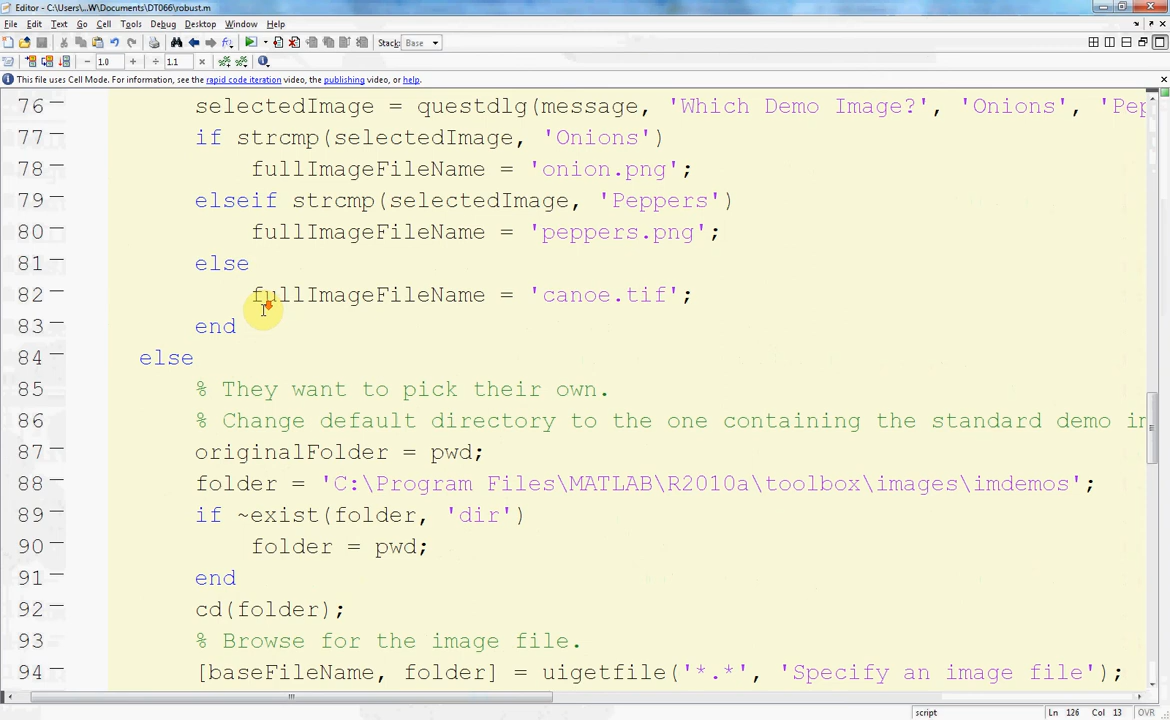 Editor - C:\Users\...W\Documents\DT066\robust.m
File Edit Text Go Cell Tools Debug Desktop Window Help
Stack: Base
1.0 1.1
This file uses Cell Mode. For information, see the rapid code iteration video, the publishing video, or help.
76 selectedImage = questdlg(message, 'Which Demo Image?', 'Onions', 'Pep
77 if strcmp(selectedImage, 'Onions')
78 fullImageFileName = 'onion.png';
79 elseif strcmp(selectedImage, 'Peppers')
80 fullImageFileName = 'peppers.png';
81 else
82 fullImageFileName = 'canoe.tif';
83 end
84 else
85 % They want to pick their own.
86 % Change default directory to the one containing the standard demo im
87 originalFolder = pwd;
88 folder = 'C:\Program Files\MATLAB\R2010a\toolbox\images\imdemos';
89 if ~exist(folder, 'dir')
90 folder = pwd;
91 end
92 cd(folder);
93 % Browse for the image file.
94 [baseFileName, folder] = uigetfile('*.*', 'Specify an image file');
script Ln 126 Col 13 OVR